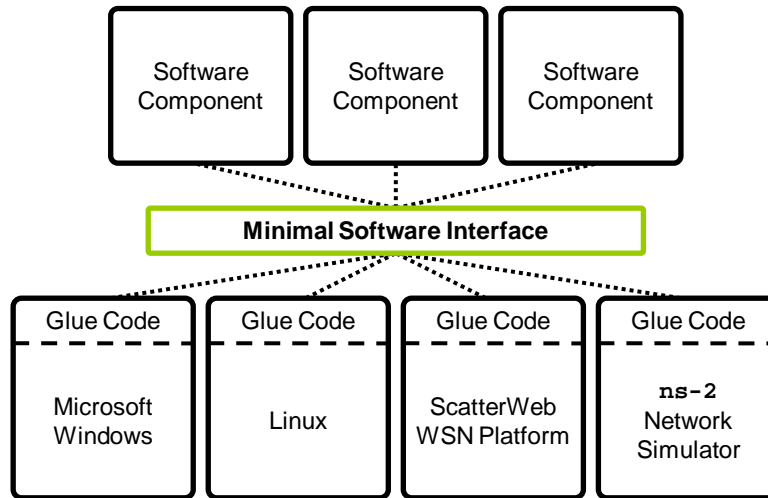 Software
Component
Software
Component
Software
Component
Minimal Software Interface
Glue Code
Microsoft
Windows
Glue Code
Linux
Glue Code
ScatterWeb
WSN Platform
Glue Code
ns-2
Network
Simulator